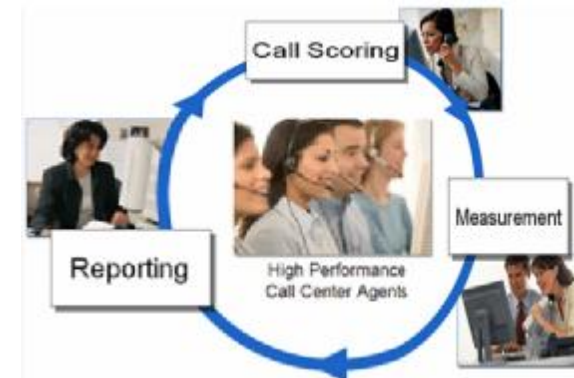 Call Scoring
Measurement
Reporting
High Performance
Call Center Agents